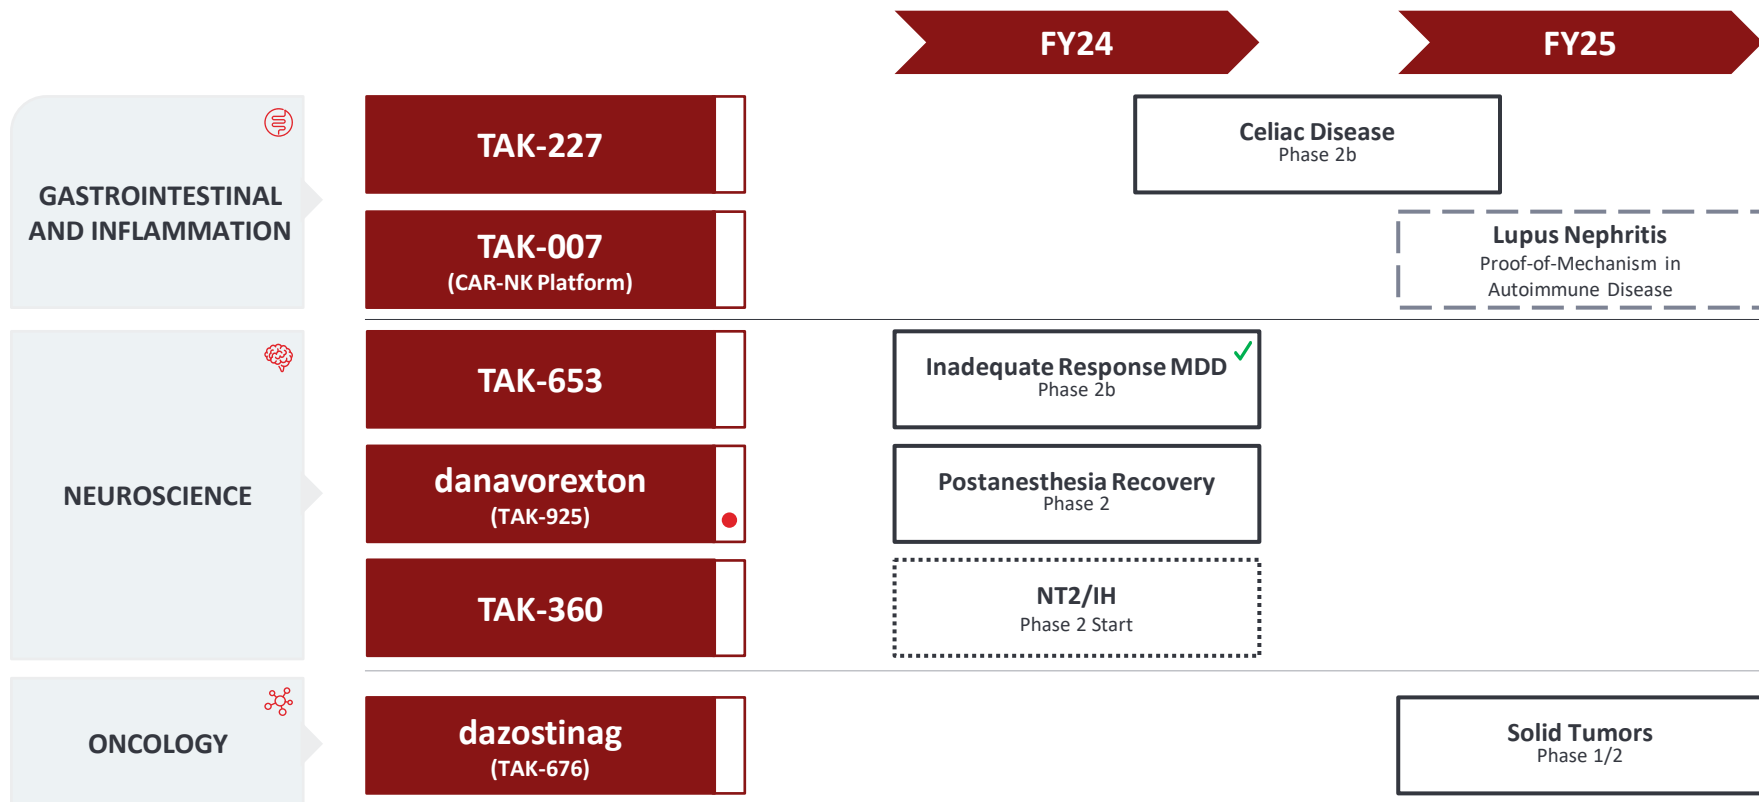 FY24
FY25
GASTROINTESTINAL
AND INFLAMMATION
TAK-227
Celiac Disease
Phase 2b
TAK-007
(CAR-NK Platform)
Lupus Nephritis
Proof-of-Mechanism in
Autoimmune Disease
NEUROSCIENCE
TAK-653
Inadequate Response MDD
Phase 2b
danavorexton
(TAK-925)
Postanesthesia Recovery
Phase 2
TAK-360
NT2/IH
Phase 2 Start
ONCOLOGY
dazostinag
(TAK-676)
Solid Tumors
Phase 1/2